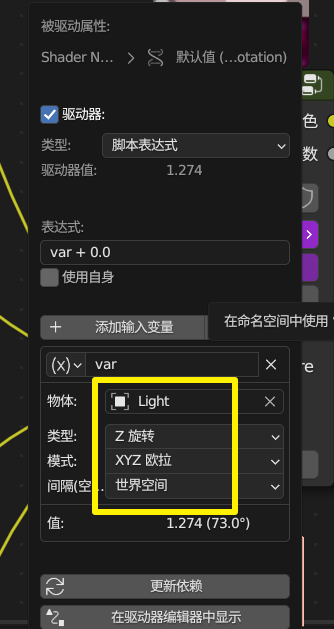 被驱动属性:
Shader N... > 默认值 (...otation)
驱动器:
类型: 脚本表达式
驱动器值: 1.274
表达式:
var + 0.0
使用自身
+ 添加输入变量
在命名空间中使用
(x) var
物体: Light
类型: Z 旋转
模式: XYZ 欧拉
间隔(空... 世界空间
值: 1.274 (73.0°)
更新依赖
在驱动器编辑器中显示
色
数
re